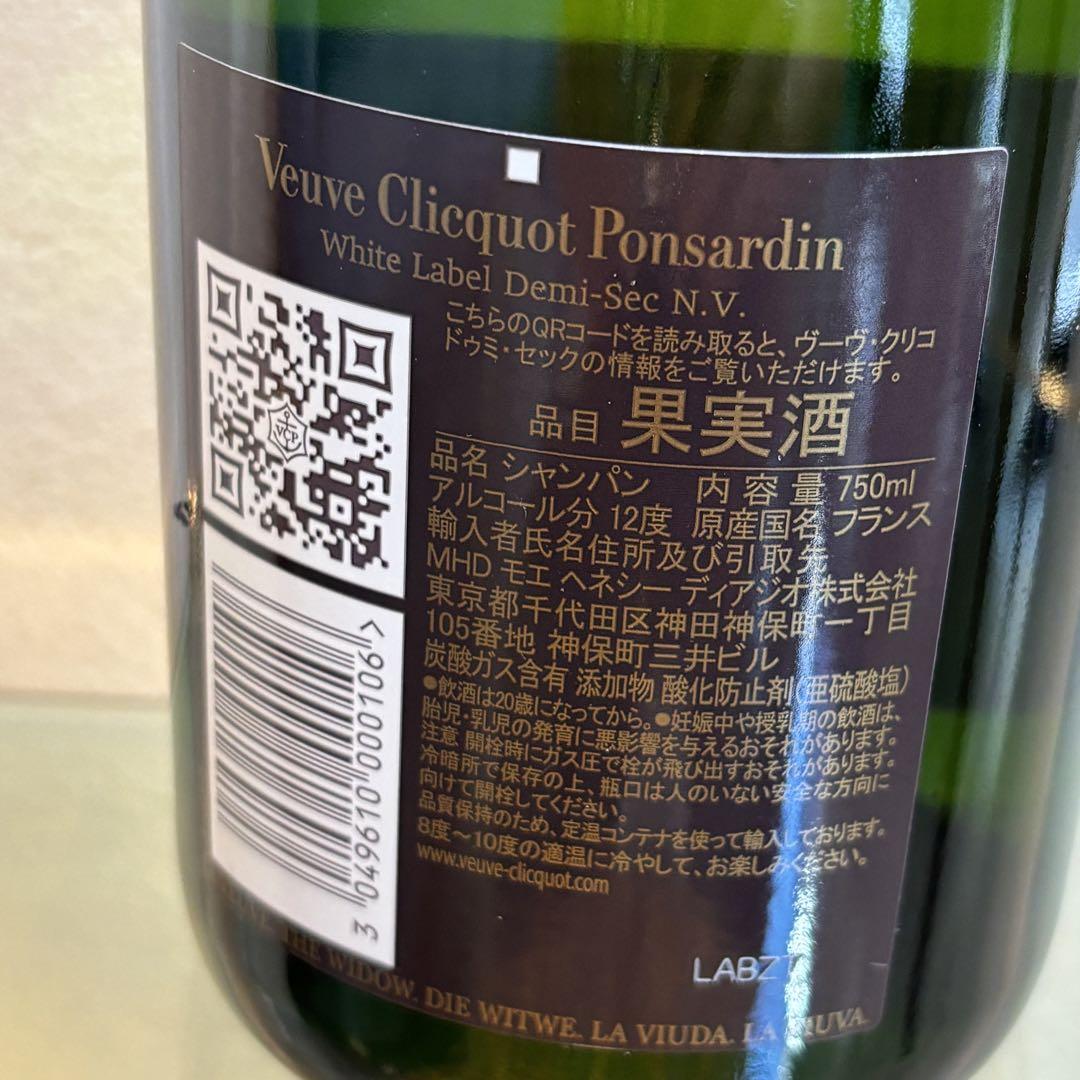 Veuve Clicquot Ponsardin
White Label Demi-Sec N.V.
こちらのQRコードを読み取ると、ヴーヴ・クリコ
ドゥミ・セックの情報をご覧いただけます。
品目 果実酒
品名 シャンパン 内容量 750ml
アルコール分 12度 原産国名 フランス
輸入者氏名住所及び引取先
MHD モエ ヘネシー ディアジオ株式会社
東京都千代田区神田神保町一丁目
105番地 神保町三井ビル
炭酸ガス含有 添加物 酸化防止剤(亜硫酸塩)
●飲酒は20歳になってから。●妊娠中や授乳期の飲酒は、
胎児・乳児の発育に悪影響を与えるおそれがあります。
注意 開栓時にガス圧で栓が飛び出すおそれがあります。
冷暗所で保存の上、瓶口は人のいない安全な方向に
向けて開栓してください。
品質保持のため、定温コンテナを使って輸入しております。
8度〜10度の適温に冷やして、お楽しみください。
www.veuve-clicquot.com
VCP
3 049610 000106 >
THE WIDOW. DIE WITWE. LA VIUDA. LA